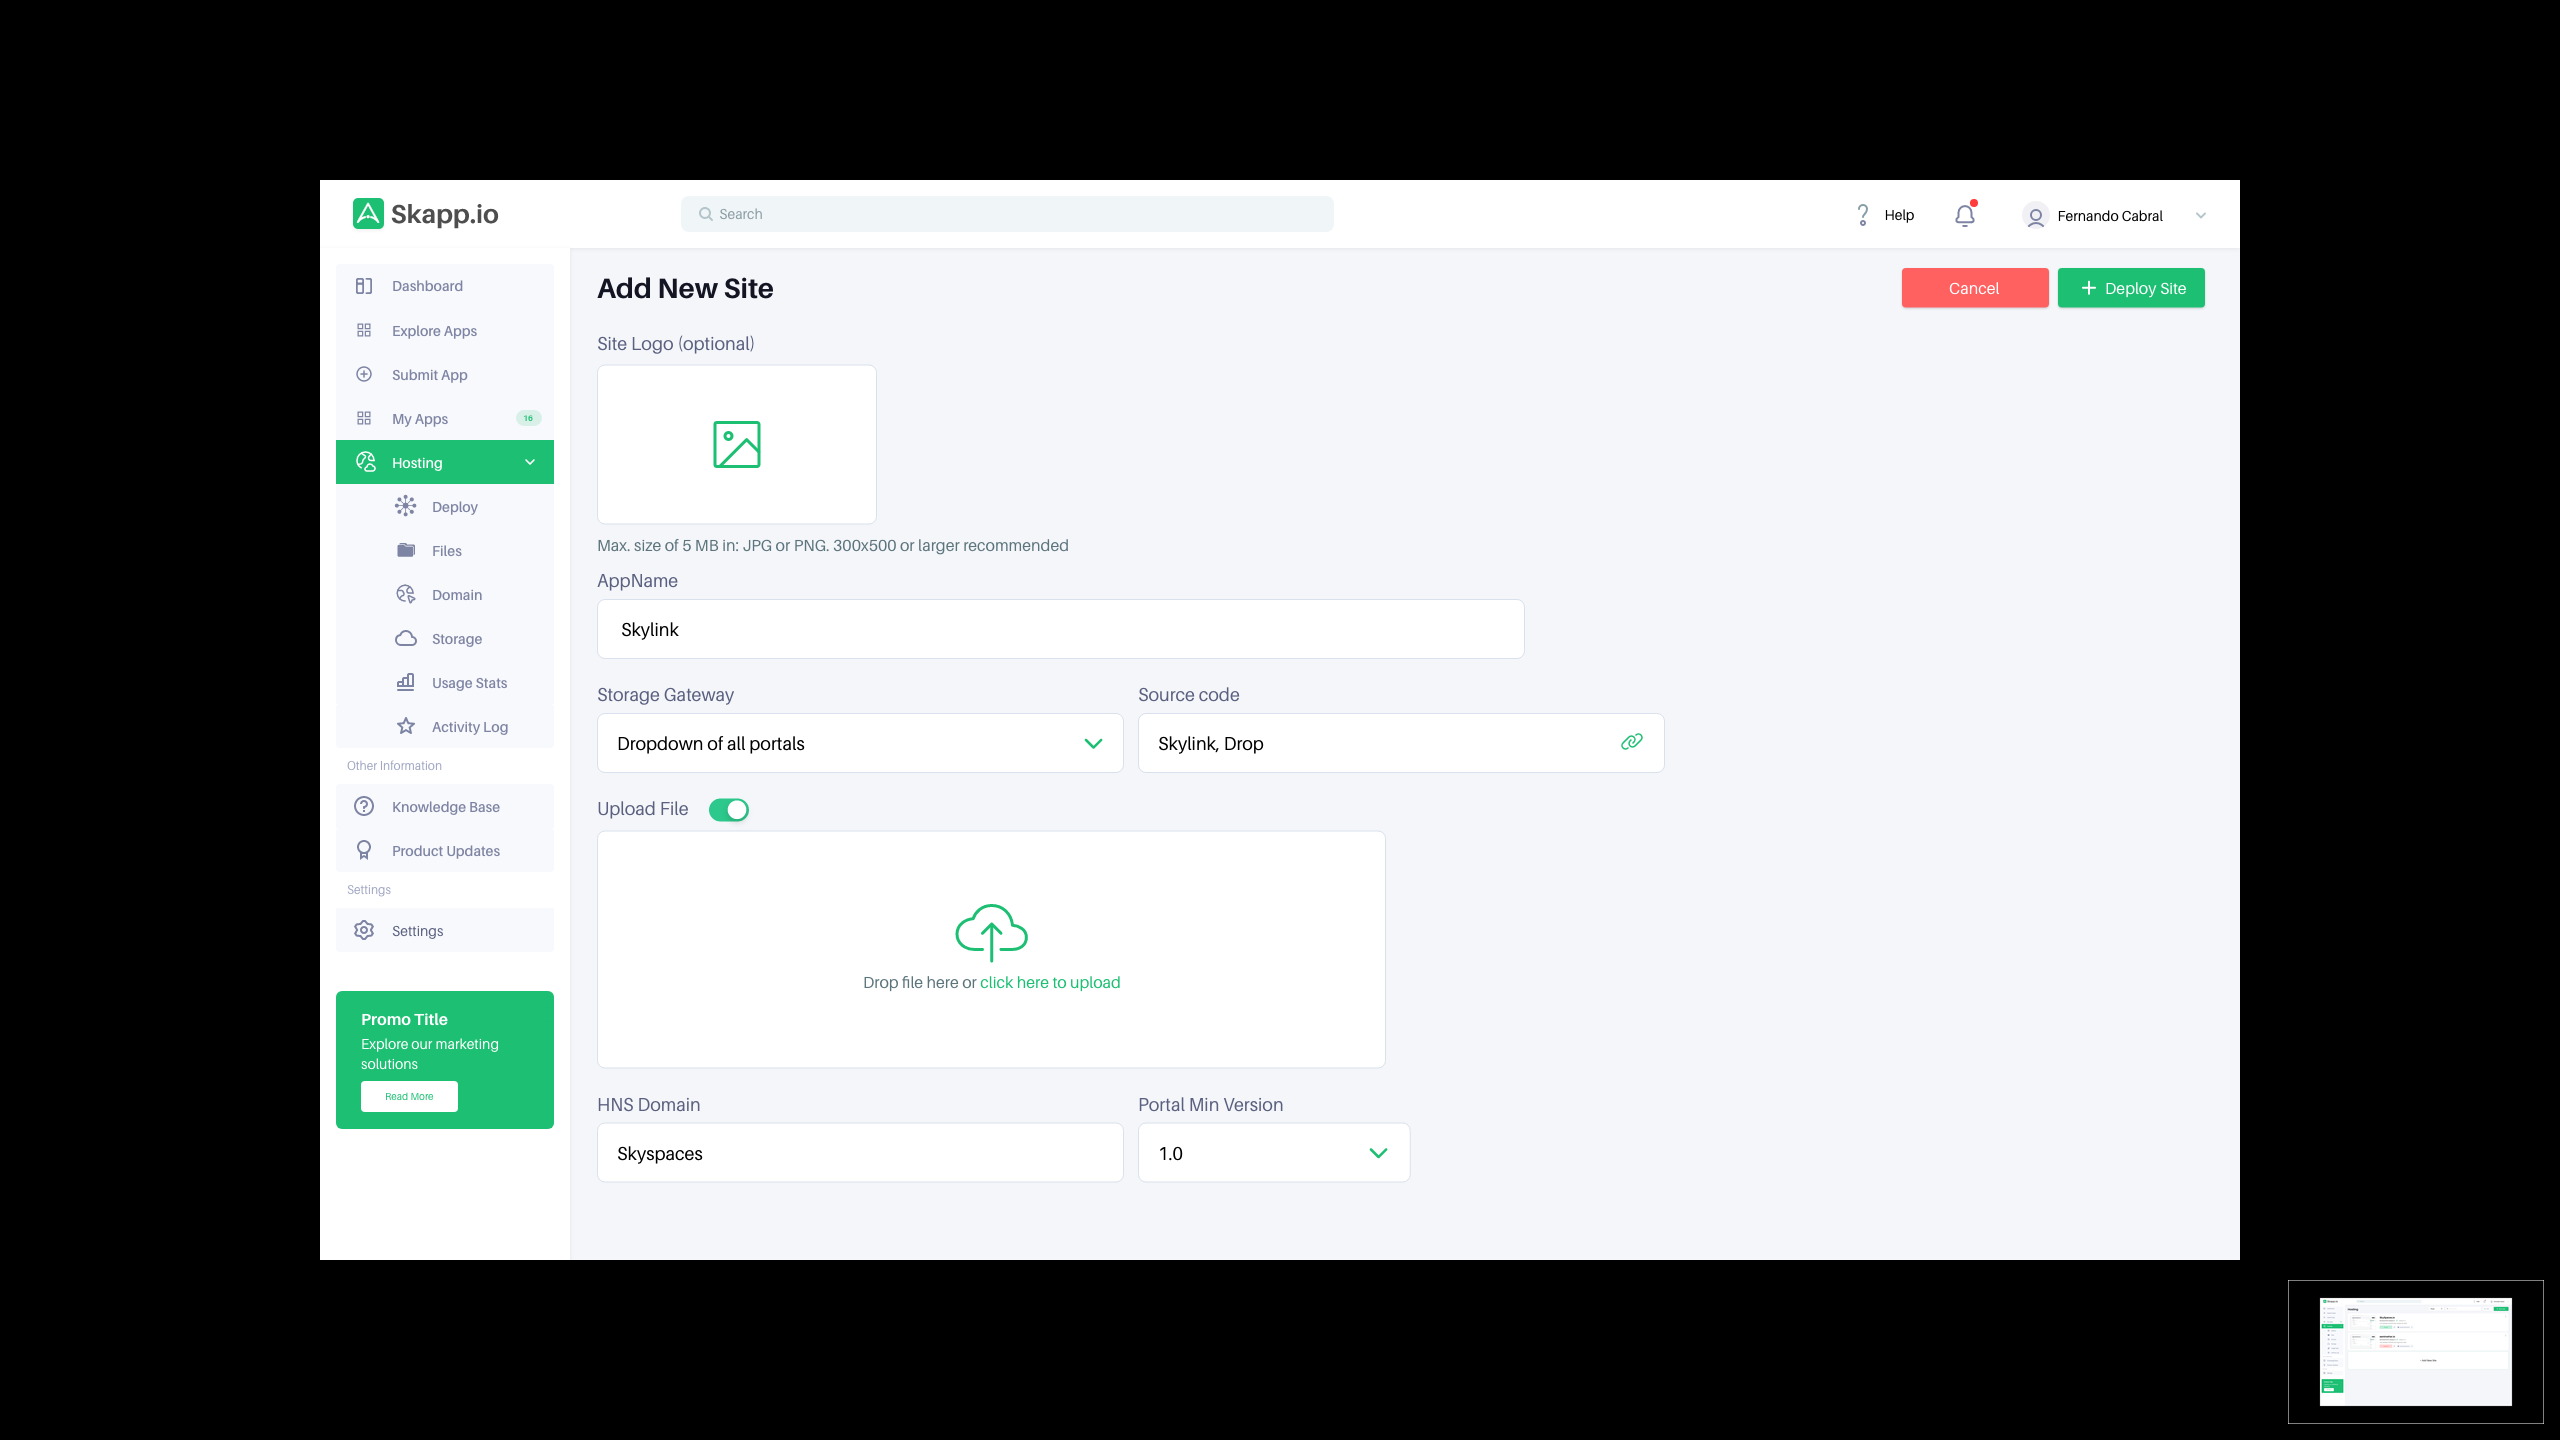 Skapp.io
Search
Help
Fernando Cabral
Dashboard
Explore Apps
Submit App
My Apps 16
Hosting
Deploy
Files
Domain
Storage
Usage Stats
Activity Log
Other Information
Knowledge Base
Product Updates
Settings
Settings
Promo Title
Explore our marketing
solutions
Read More
Add New Site
Cancel
Deploy Site
Site Logo (optional)
Max. size of 5 MB in: JPG or PNG. 300x500 or larger recommended
AppName
Skylink
Storage Gateway
Source code
Dropdown of all portals
Skylink, Drop
Upload File
Drop file here or click here to upload
HNS Domain
Portal Min Version
Skyspaces
1.0